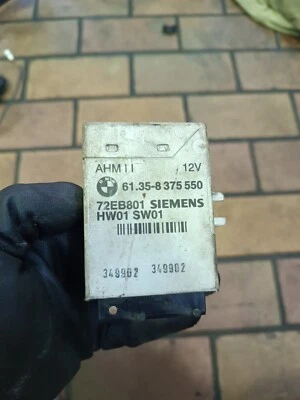 AHM II 12V
61.35-8 375 550
72EB801 SIEMENS
HW01 SW01
349902 349902